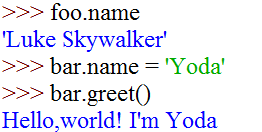 >>> foo.name
'Luke Skywalker'
>>> bar.name = 'Yoda'
>>> bar.greet()
Hello,world! I'm Yoda